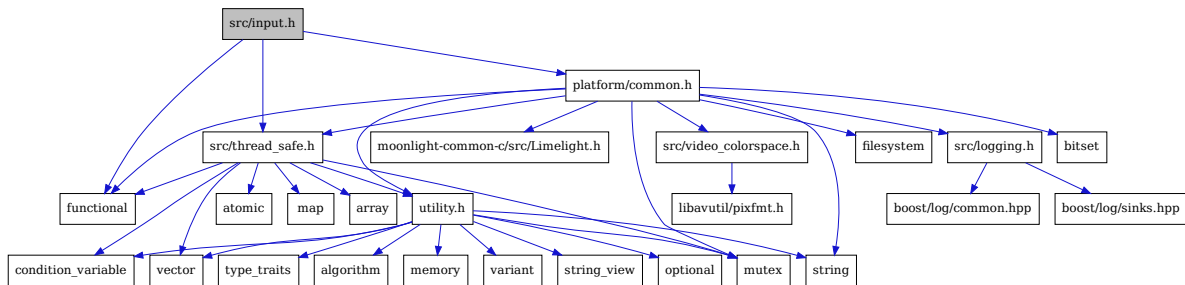 src/input.h
platform/common.h
src/thread_safe.h
moonlight-common-c/src/Limelight.h
src/video_colorspace.h
filesystem
src/logging.h
bitset
functional
atomic
map
array
utility.h
libavutil/pixfmt.h
boost/log/common.hpp
boost/log/sinks.hpp
condition_variable
vector
type_traits
algorithm
memory
variant
string_view
optional
mutex
string